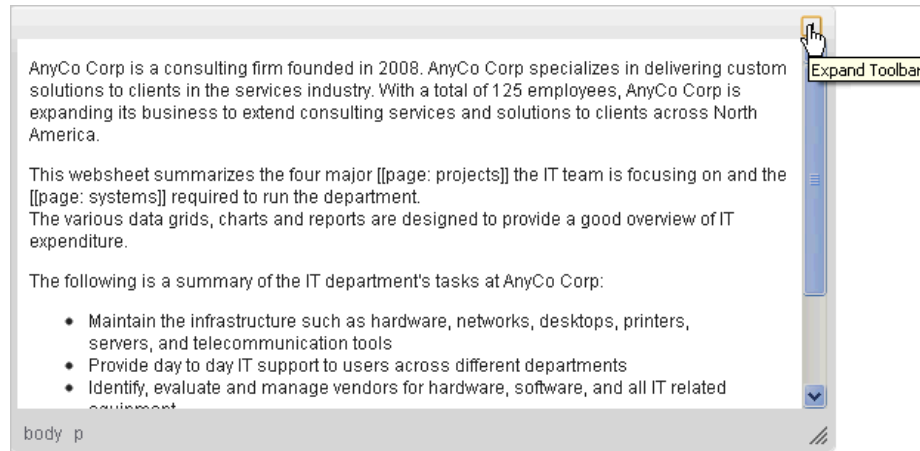 Expand Toolbar
AnyCo Corp is a consulting firm founded in 2008. AnyCo Corp specializes in delivering custom
solutions to clients in the services industry. With a total of 125 employees, AnyCo Corp is
expanding its business to extend consulting services and solutions to clients across North
America.
This websheet summarizes the four major [[page: projects]] the IT team is focusing on and the
[[page: systems]] required to run the department.
The various data grids, charts and reports are designed to provide a good overview of IT
expenditure.
The following is a summary of the IT department's tasks at AnyCo Corp:
• Maintain the infrastructure such as hardware, networks, desktops, printers,
servers, and telecommunication tools
• Provide day to day IT support to users across different departments
• Identify, evaluate and manage vendors for hardware, software, and all IT related
equipment
body p